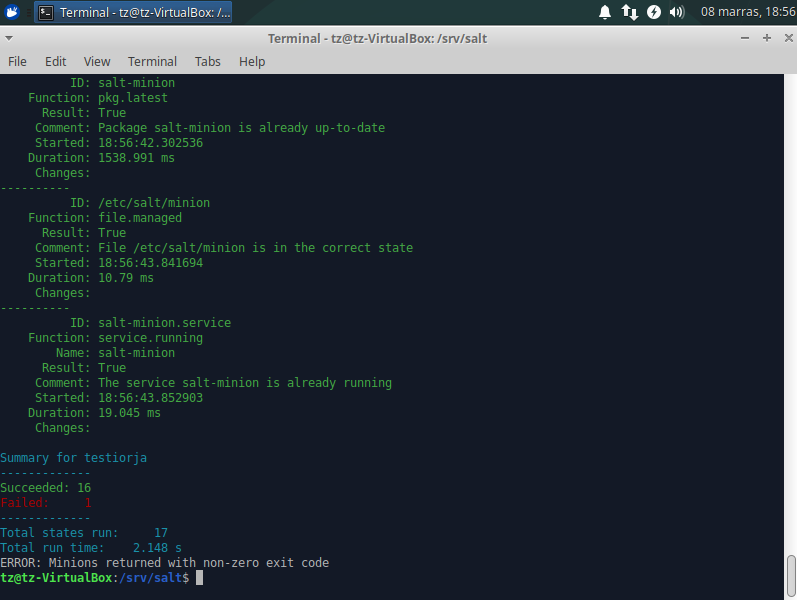 Terminal - tz@tz-VirtualBox: /...
08 marras, 18:56
Terminal - tz@tz-VirtualBox: /srv/salt
File Edit View Terminal Tabs Help
ID: salt-minion
Function: pkg.latest
Result: True
Comment: Package salt-minion is already up-to-date
Started: 18:56:42.302536
Duration: 1538.991 ms
Changes:
----------
ID: /etc/salt/minion
Function: file.managed
Result: True
Comment: File /etc/salt/minion is in the correct state
Started: 18:56:43.841694
Duration: 10.79 ms
Changes:
----------
ID: salt-minion.service
Function: service.running
Name: salt-minion
Result: True
Comment: The service salt-minion is already running
Started: 18:56:43.852903
Duration: 19.045 ms
Changes:
Summary for testiorja
-------------
Succeeded: 16
Failed: 1
-------------
Total states run: 17
Total run time: 2.148 s
ERROR: Minions returned with non-zero exit code
tz@tz-VirtualBox:/srv/salt$